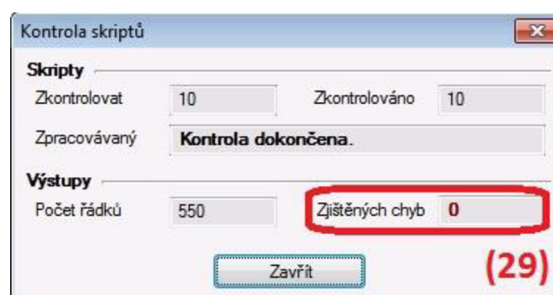 Kontrola skriptů
Skripty
Zkontrolovat 10 Zkontrolováno 10
Zpracovávaný Kontrola dokončena.
Výstupy
Počet řádků 550 Zjištěných chyb 0
Zavřít
(29)